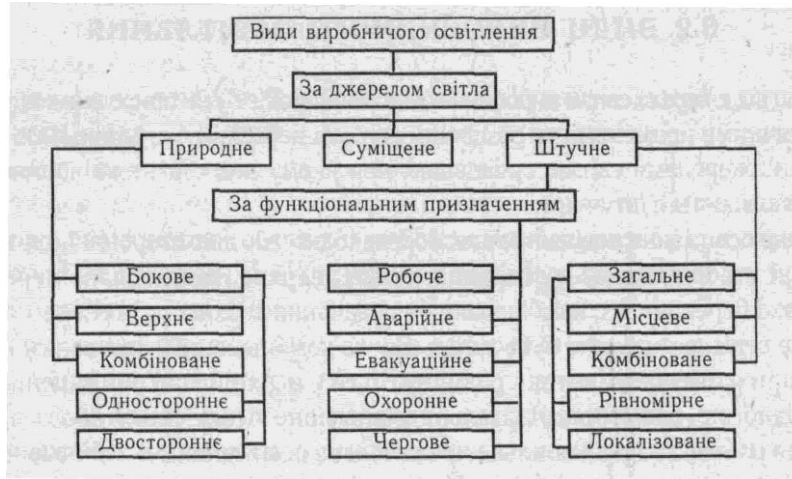 Види виробничого освітлення
За джерелом світла
Природне Суміщене Штучне
За функціональним призначенням
Бокове Робоче Загальне
Верхнє Аварійне Місцеве
Комбіноване Евакуаційне Комбіноване
Одностороннє Охоронне Рівномірне
Двостороннє Чергове Локалізоване